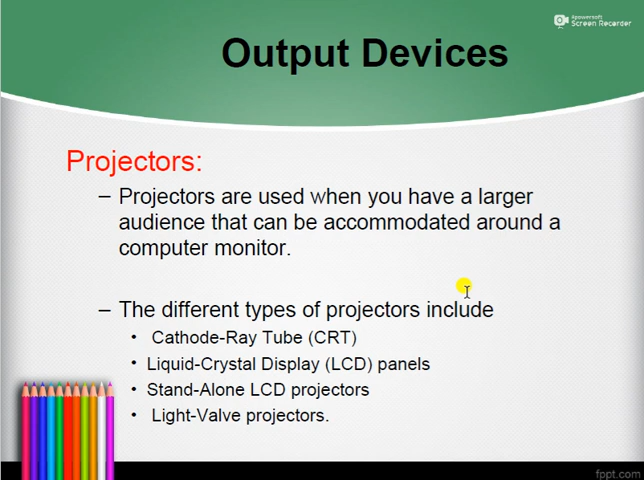 Apowersoft
Screen Recorder
Output Devices
Projectors:
– Projectors are used when you have a larger
audience that can be accommodated around a
computer monitor.
– The different types of projectors include
• Cathode-Ray Tube (CRT)
• Liquid-Crystal Display (LCD) panels
• Stand-Alone LCD projectors
• Light-Valve projectors.
fppt.com